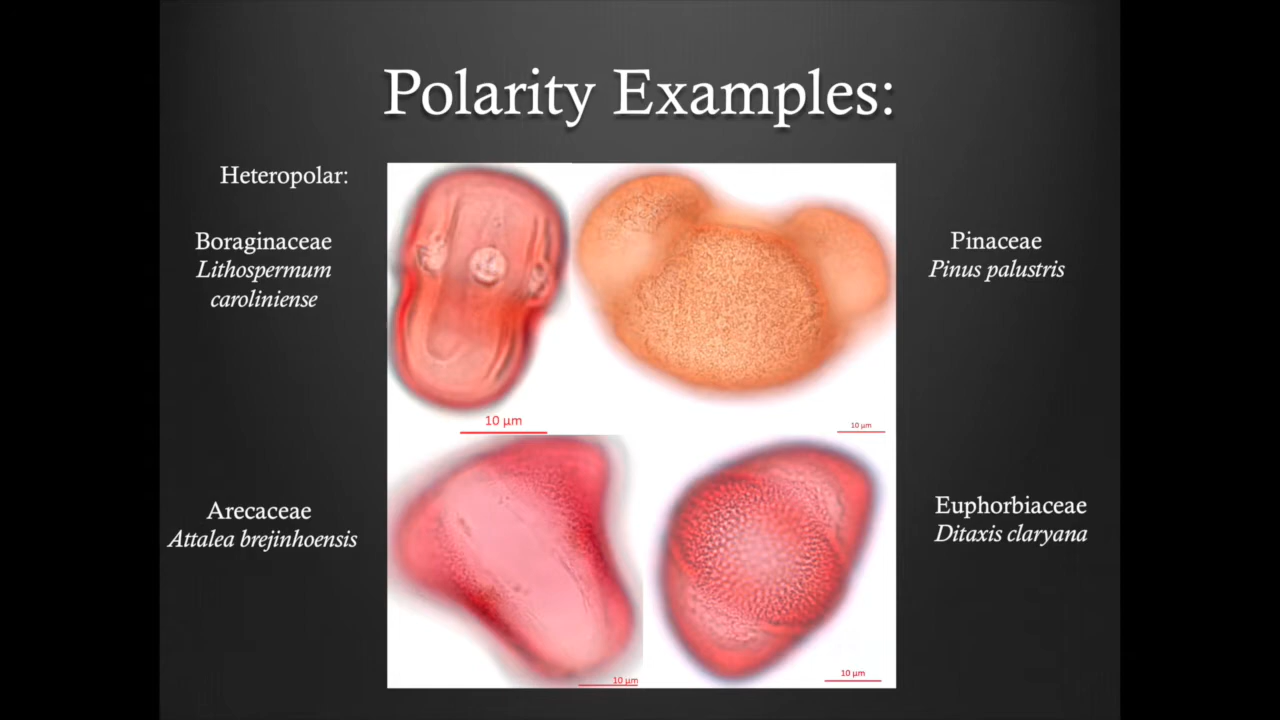 Polarity Examples:
Heteropolar:
Boraginaceae
Lithospermum
caroliniense
Pinaceae
Pinus palustris
10 µm
10 µm
Arecaceae
Attalea brejinhoensis
Euphorbiaceae
Ditaxis claryana
10 µm
10 µm